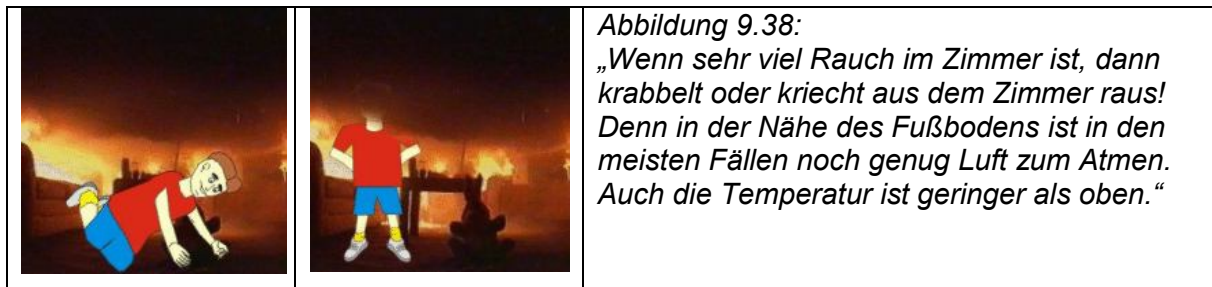 Abbildung 9.38:
„Wenn sehr viel Rauch im Zimmer ist, dann
krabbelt oder kriecht aus dem Zimmer raus!
Denn in der Nähe des Fußbodens ist in den
meisten Fällen noch genug Luft zum Atmen.
Auch die Temperatur ist geringer als oben.“